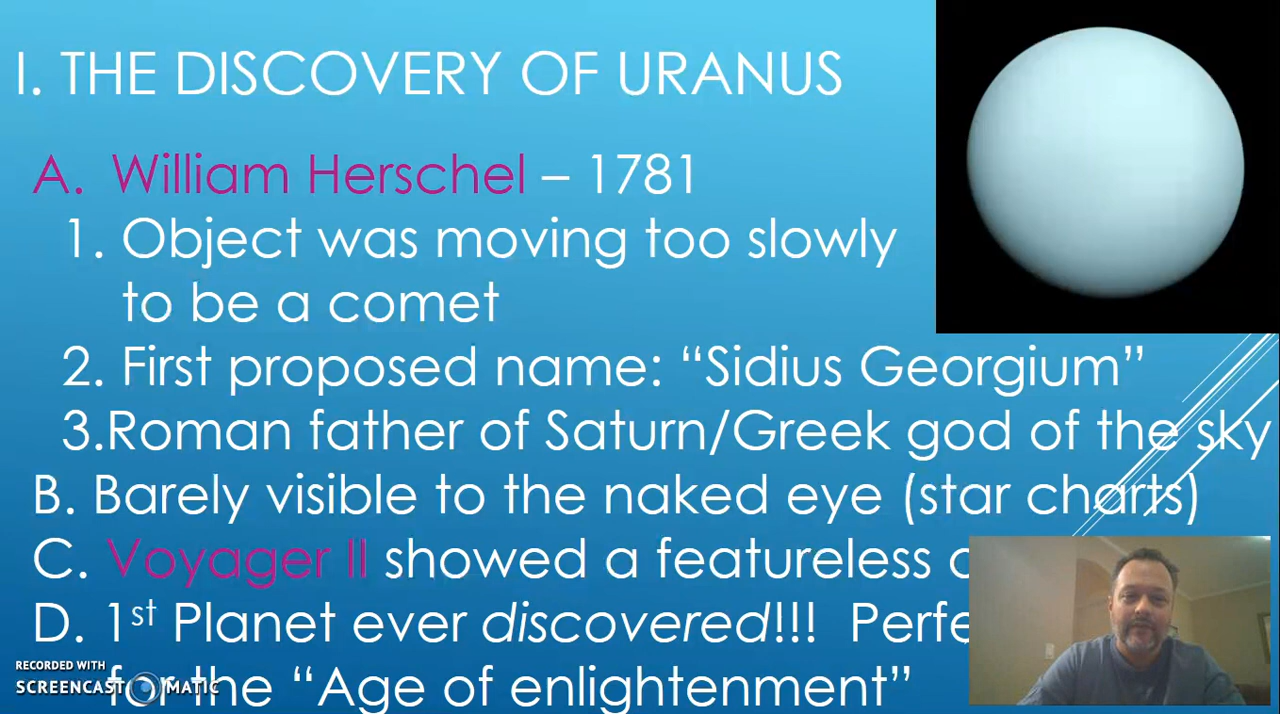 I. THE DISCOVERY OF URANUS
A. William Herschel – 1781
1. Object was moving too slowly
to be a comet
2. First proposed name: “Sidius Georgium”
3.Roman father of Saturn/Greek god of the sky
B. Barely visible to the naked eye (star charts)
C. Voyager II showed a featureless
D. 1st Planet ever discovered!!! Perfe
for the “Age of enlightenment”
RECORDED WITH
SCREENCAST MATIC